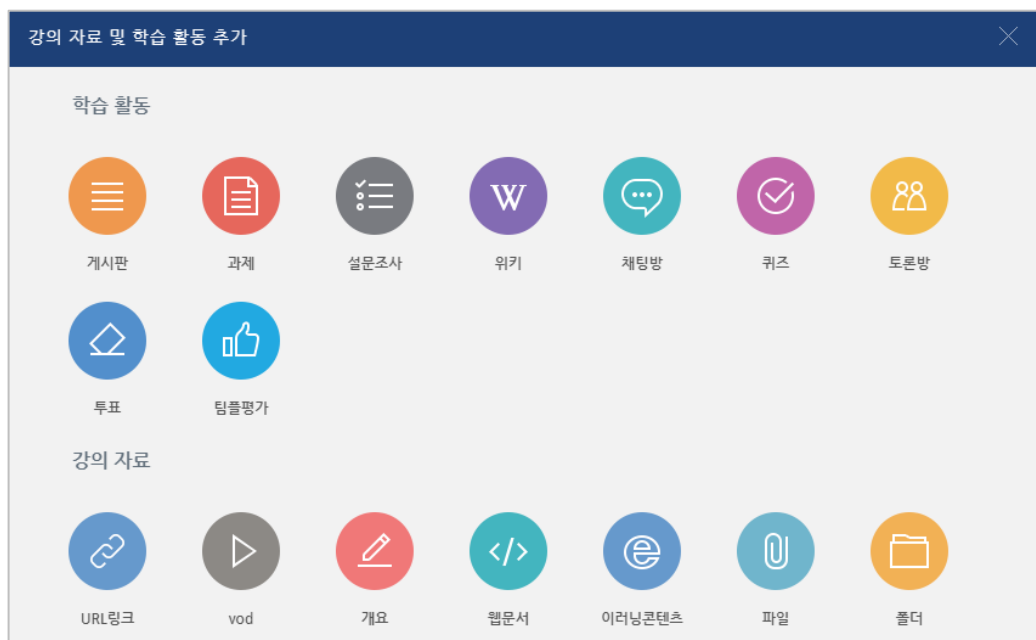 강의 자료 및 학습 활동 추가
학습 활동
게시판 과제 설문조사 위키 채팅방 퀴즈 토론방
투표 팀플평가
강의 자료
URL링크 vod 개요 웹문서 이러닝콘텐츠 파일 폴더